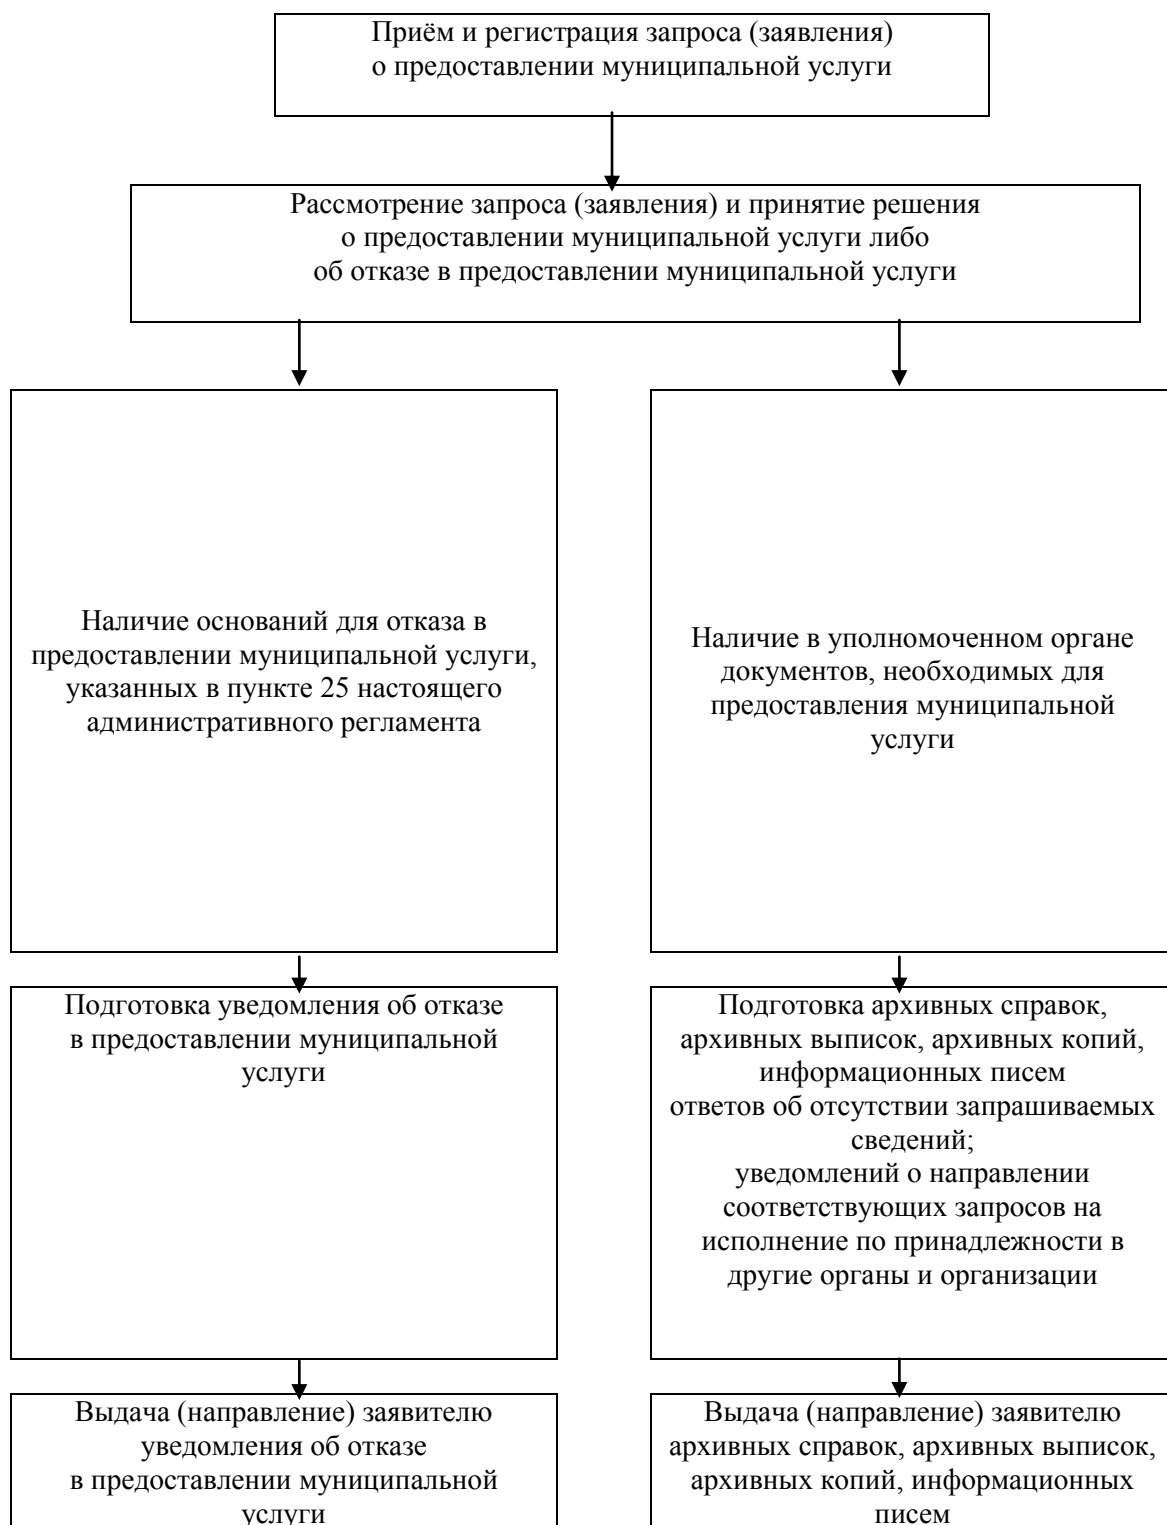 Приём и регистрация запроса (заявления)
о предоставлении муниципальной услуги
Рассмотрение запроса (заявления) и принятие решения
о предоставлении муниципальной услуги либо
об отказе в предоставлении муниципальной услуги
Наличие оснований для отказа в
предоставлении муниципальной услуги,
указанных в пункте 25 настоящего
административного регламента
Наличие в уполномоченном органе
документов, необходимых для
предоставления муниципальной
услуги
Подготовка уведомления об отказе
в предоставлении муниципальной
услуги
Подготовка архивных справок,
архивных выписок, архивных копий,
информационных писем
ответов об отсутствии запрашиваемых
сведений;
уведомлений о направлении
соответствующих запросов на
исполнение по принадлежности в
другие органы и организации
Выдача (направление) заявителю
уведомления об отказе
в предоставлении муниципальной
услуги
Выдача (направление) заявителю
архивных справок, архивных выписок,
архивных копий, информационных
писем